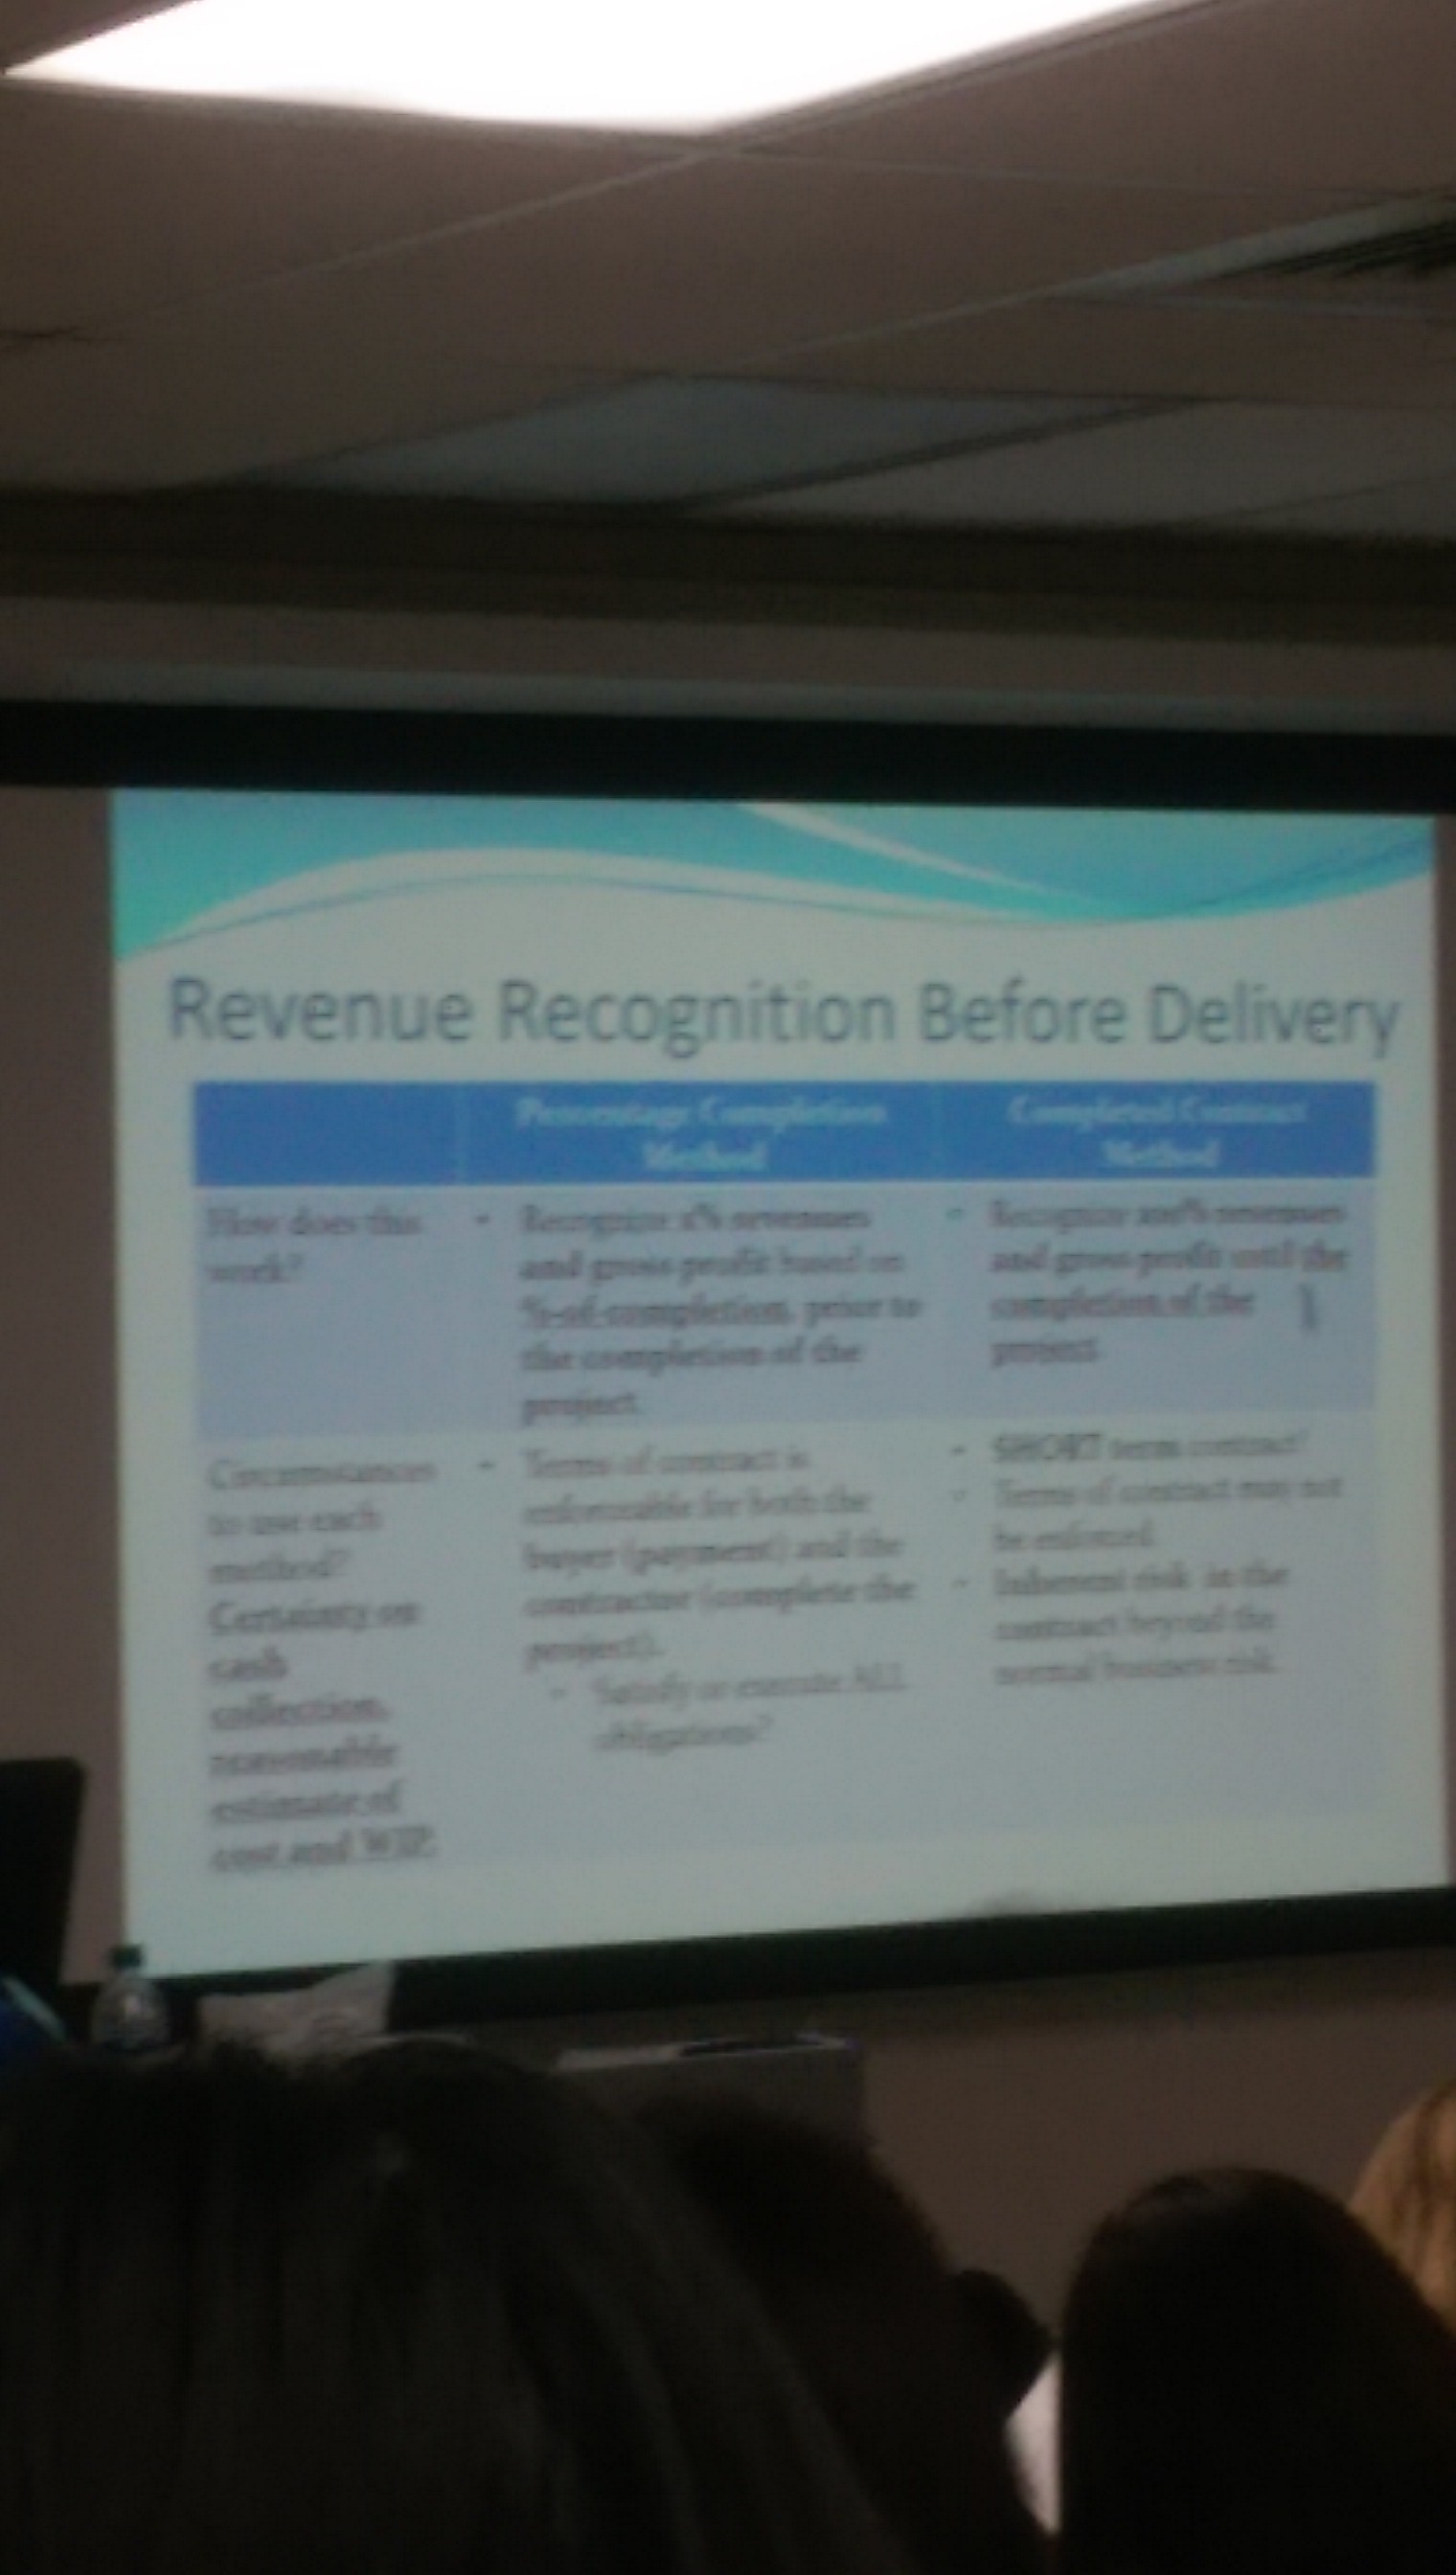 Revenue Recognition Before Delivery
Percentage Completion
Method
Completed Contract
Method
How does this
work?
Recognize x% revenues
and gross profit based on
%-of-completion, prior to
the completion of the
project.
Recognize 100% revenues
and gross profit until the
completion of the
project.
Circumstances
to use each
method?
Certainty on
cash
collection,
reasonable
estimate of
cost and WIP.
Terms of contract is
enforceable for both the
buyer (payment) and the
contractor (complete the
project).
Satisfy or execute ALL
obligations?
SHORT term contract
Terms of contract may not
be enforced
Inherent risk in the
contract beyond the
normal business risk.